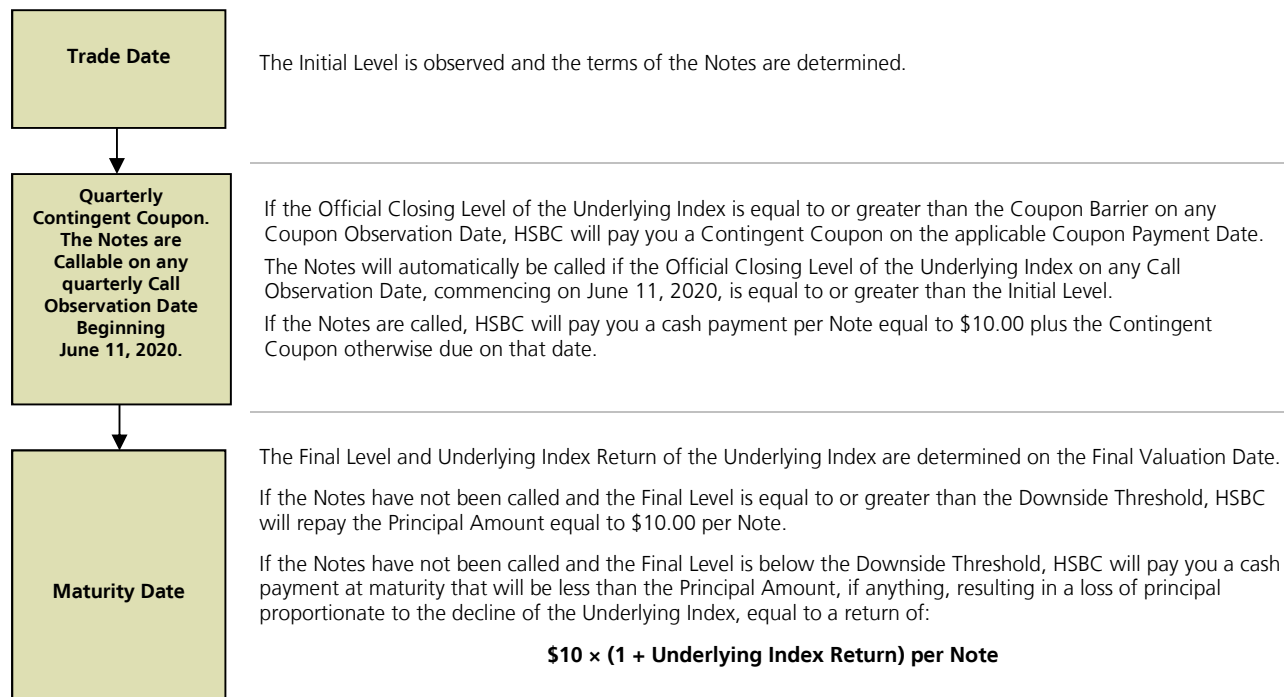 Trade Date
The Initial Level is observed and the terms of the Notes are determined.
Quarterly
Contingent Coupon.
The Notes are
Callable on any
quarterly Call
Observation Date
Beginning
June 11, 2020.
If the Official Closing Level of the Underlying Index is equal to or greater than the Coupon Barrier on any
Coupon Observation Date, HSBC will pay you a Contingent Coupon on the applicable Coupon Payment Date.
The Notes will automatically be called if the Official Closing Level of the Underlying Index on any Call
Observation Date, commencing on June 11, 2020, is equal to or greater than the Initial Level.
If the Notes are called, HSBC will pay you a cash payment per Note equal to $10.00 plus the Contingent
Coupon otherwise due on that date.
Maturity Date
The Final Level and Underlying Index Return of the Underlying Index are determined on the Final Valuation Date.
If the Notes have not been called and the Final Level is equal to or greater than the Downside Threshold, HSBC
will repay the Principal Amount equal to $10.00 per Note.
If the Notes have not been called and the Final Level is below the Downside Threshold, HSBC will pay you a cash
payment at maturity that will be less than the Principal Amount, if anything, resulting in a loss of principal
proportionate to the decline of the Underlying Index, equal to a return of:
$10 × (1 + Underlying Index Return) per Note